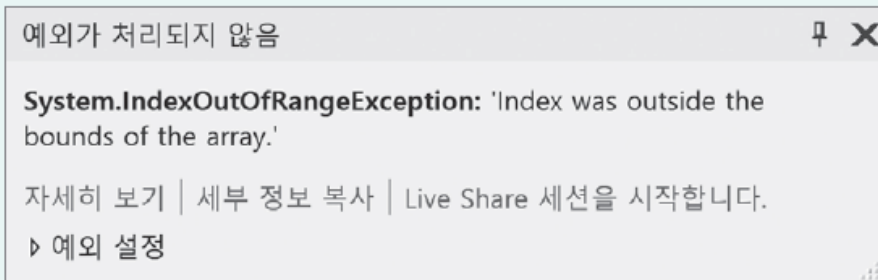 예외가 처리되지 않음
System.IndexOutOfRangeException: 'Index was outside the
bounds of the array.'
자세히 보기 | 세부 정보 복사 | Live Share 세션을 시작합니다.
예외 설정